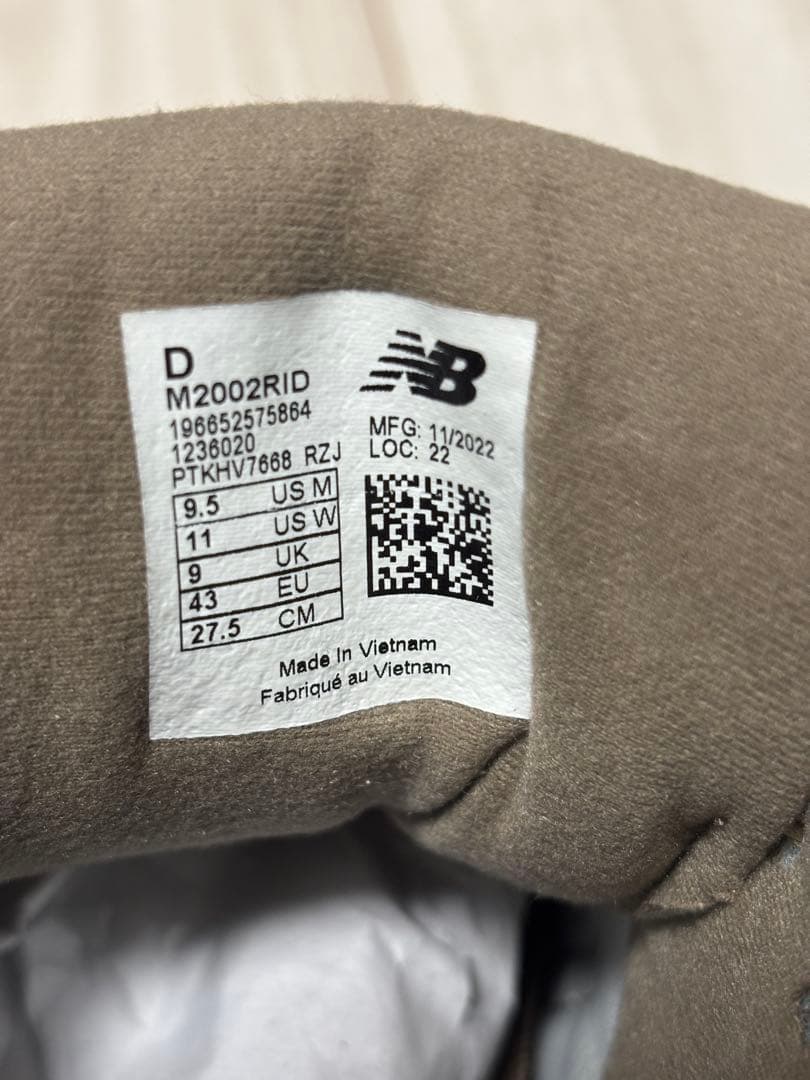 D
M2002RID
196652575864
1236020
PTKHV7668 RZJ
NB
MFG: 11/2022
LOC: 22
9.5 US M
11 US W
9 UK
43 EU
27.5 CM
Made In Vietnam
Fabriqué au Vietnam